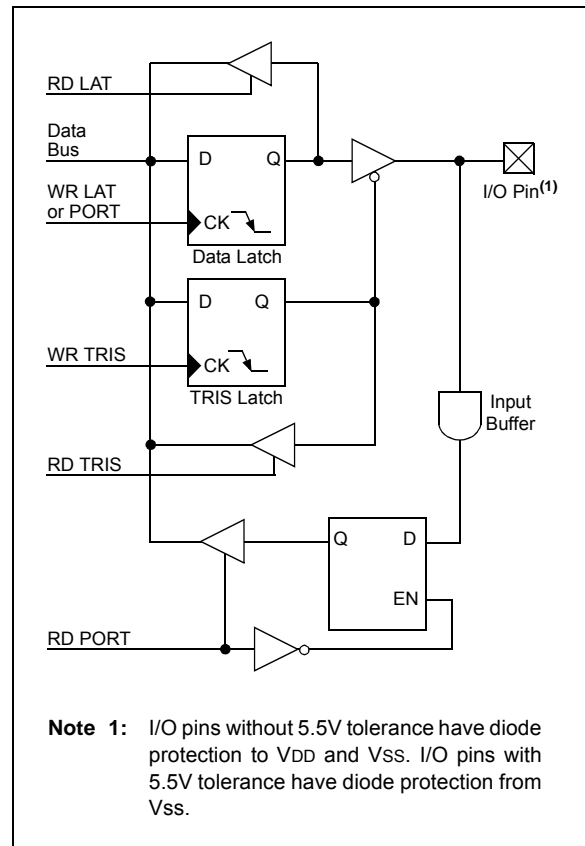 RD LAT
Data
Bus
D Q
WR LAT
or PORT
I/O Pin(1)
CK
Data Latch
D Q
WR TRIS
CK
TRIS Latch
Input
Buffer
RD TRIS
Q D
EN
RD PORT
Note 1: I/O pins without 5.5V tolerance have diode
protection to VDD and VSS. I/O pins with
5.5V tolerance have diode protection from
Vss.